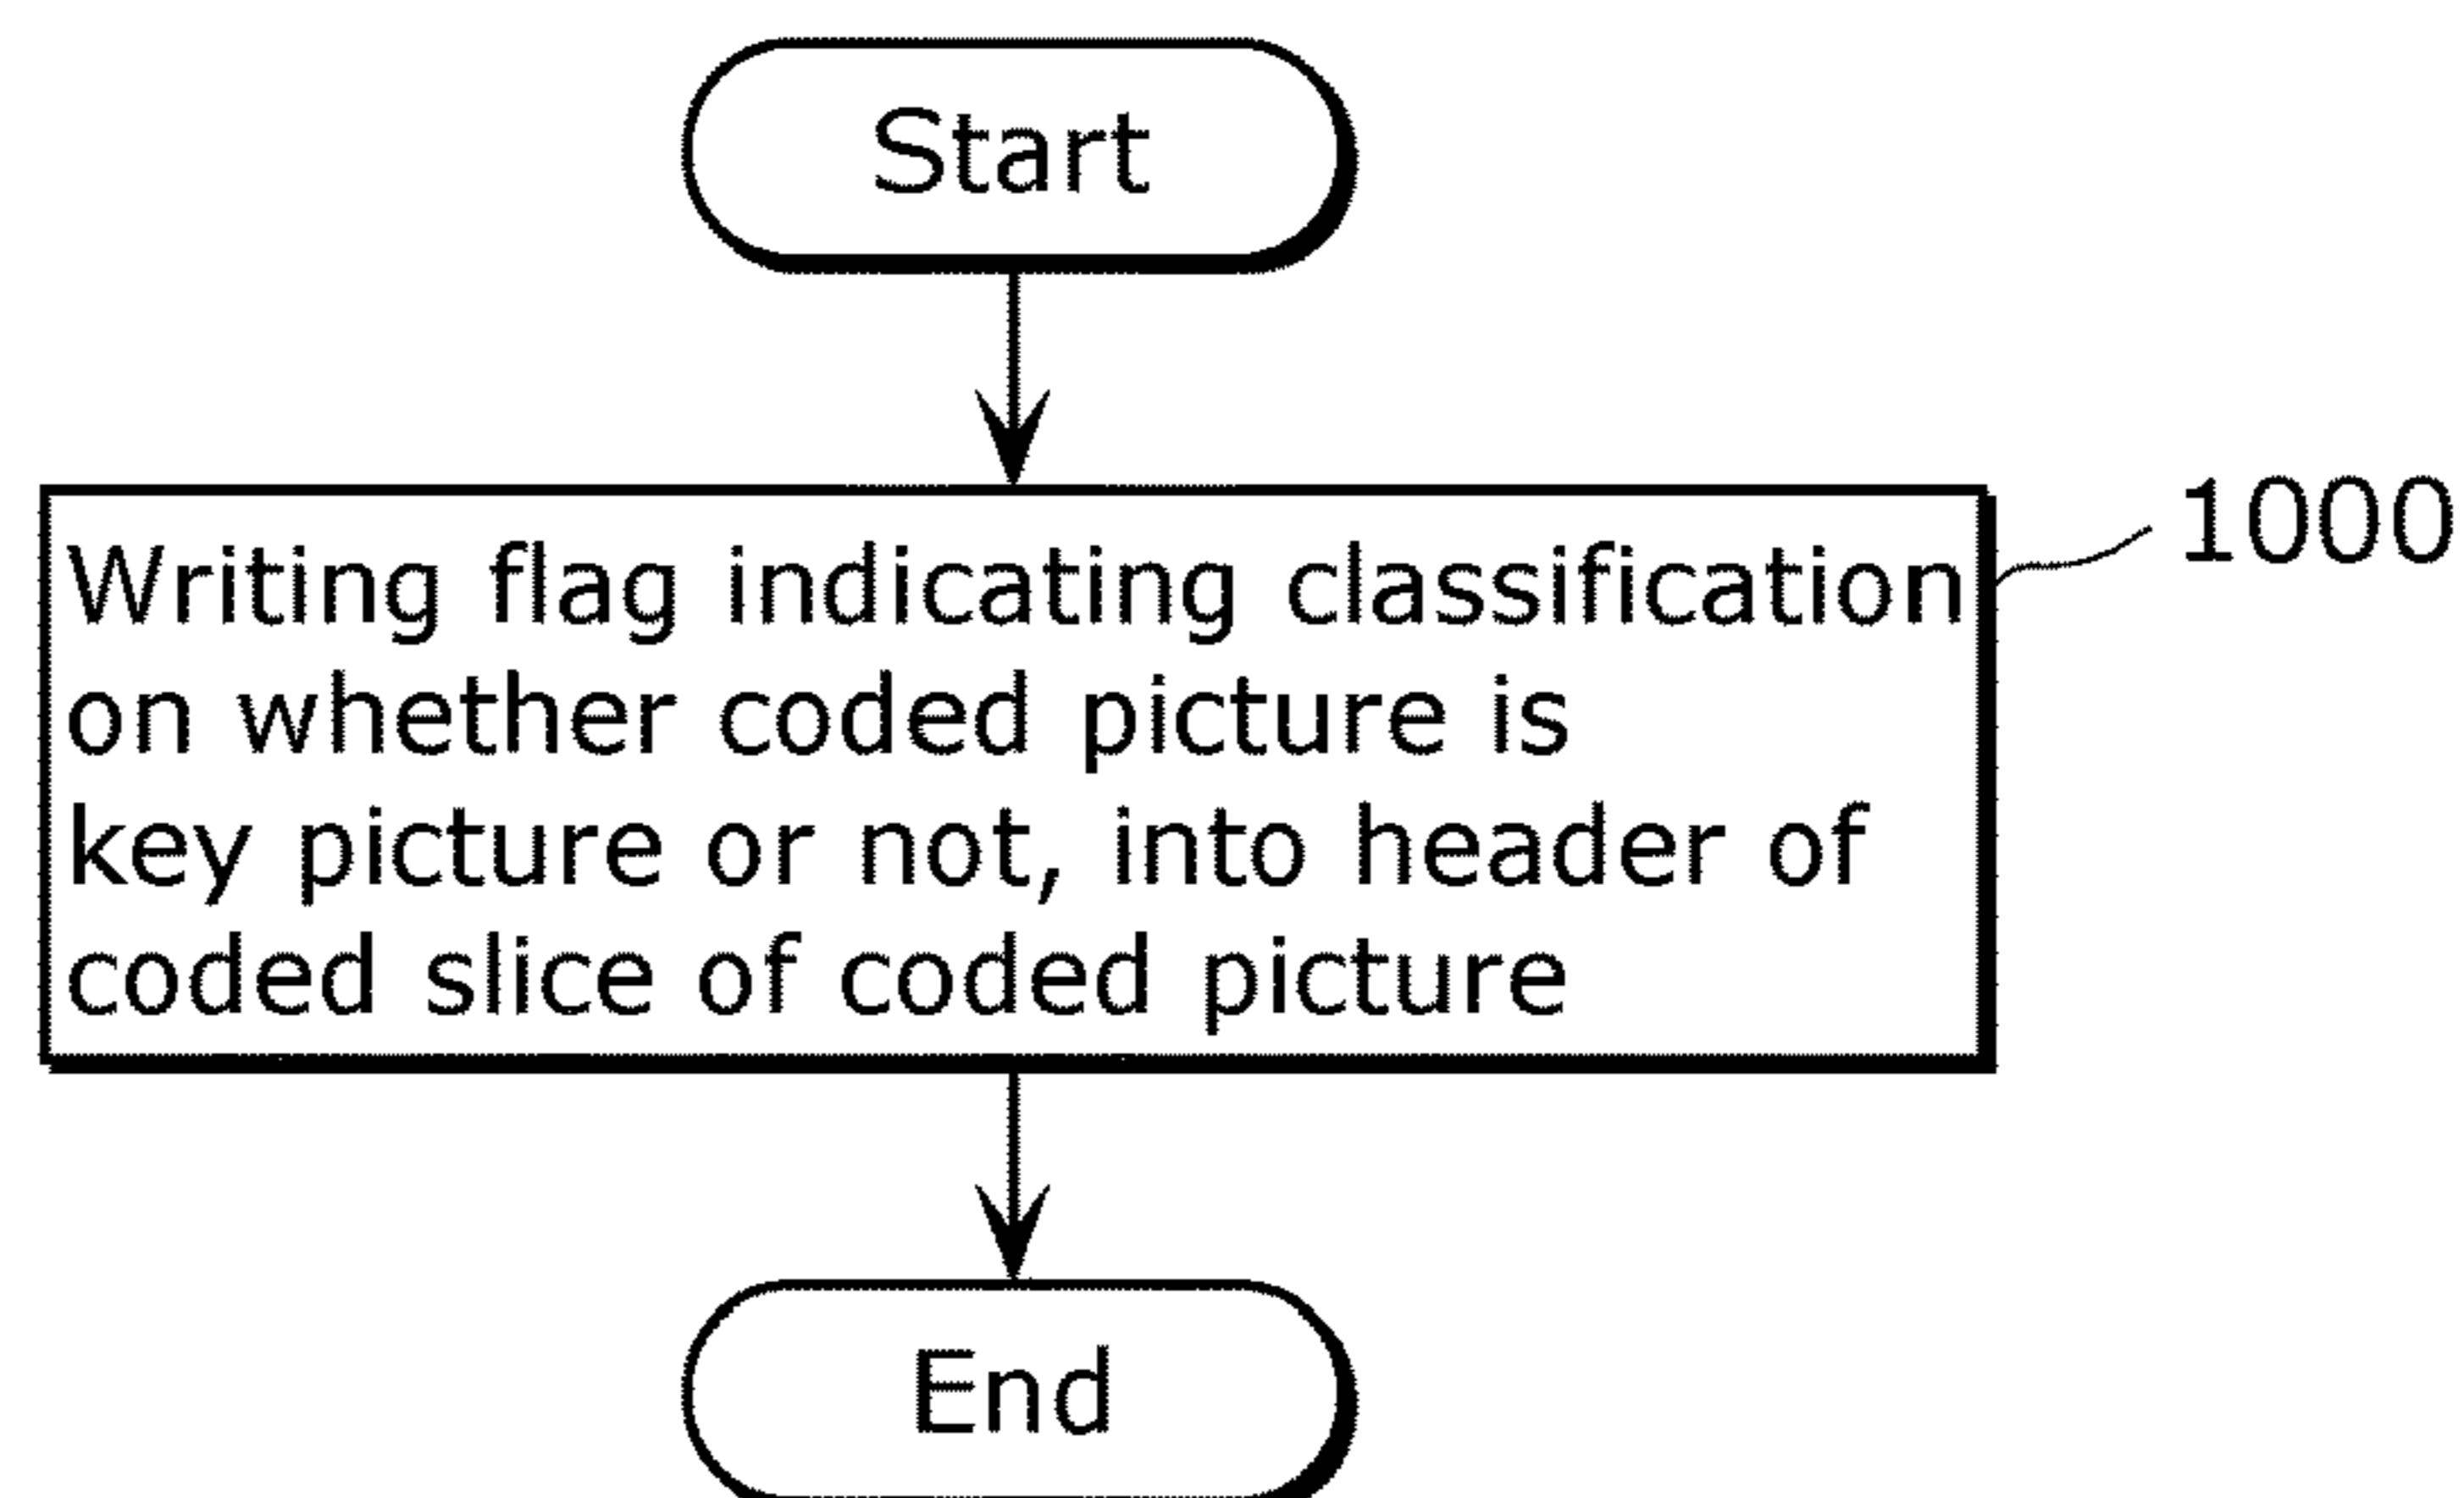 Start
Writing flag indicating classification
on whether coded picture is
key picture or not, into header of
coded slice of coded picture
1000
End